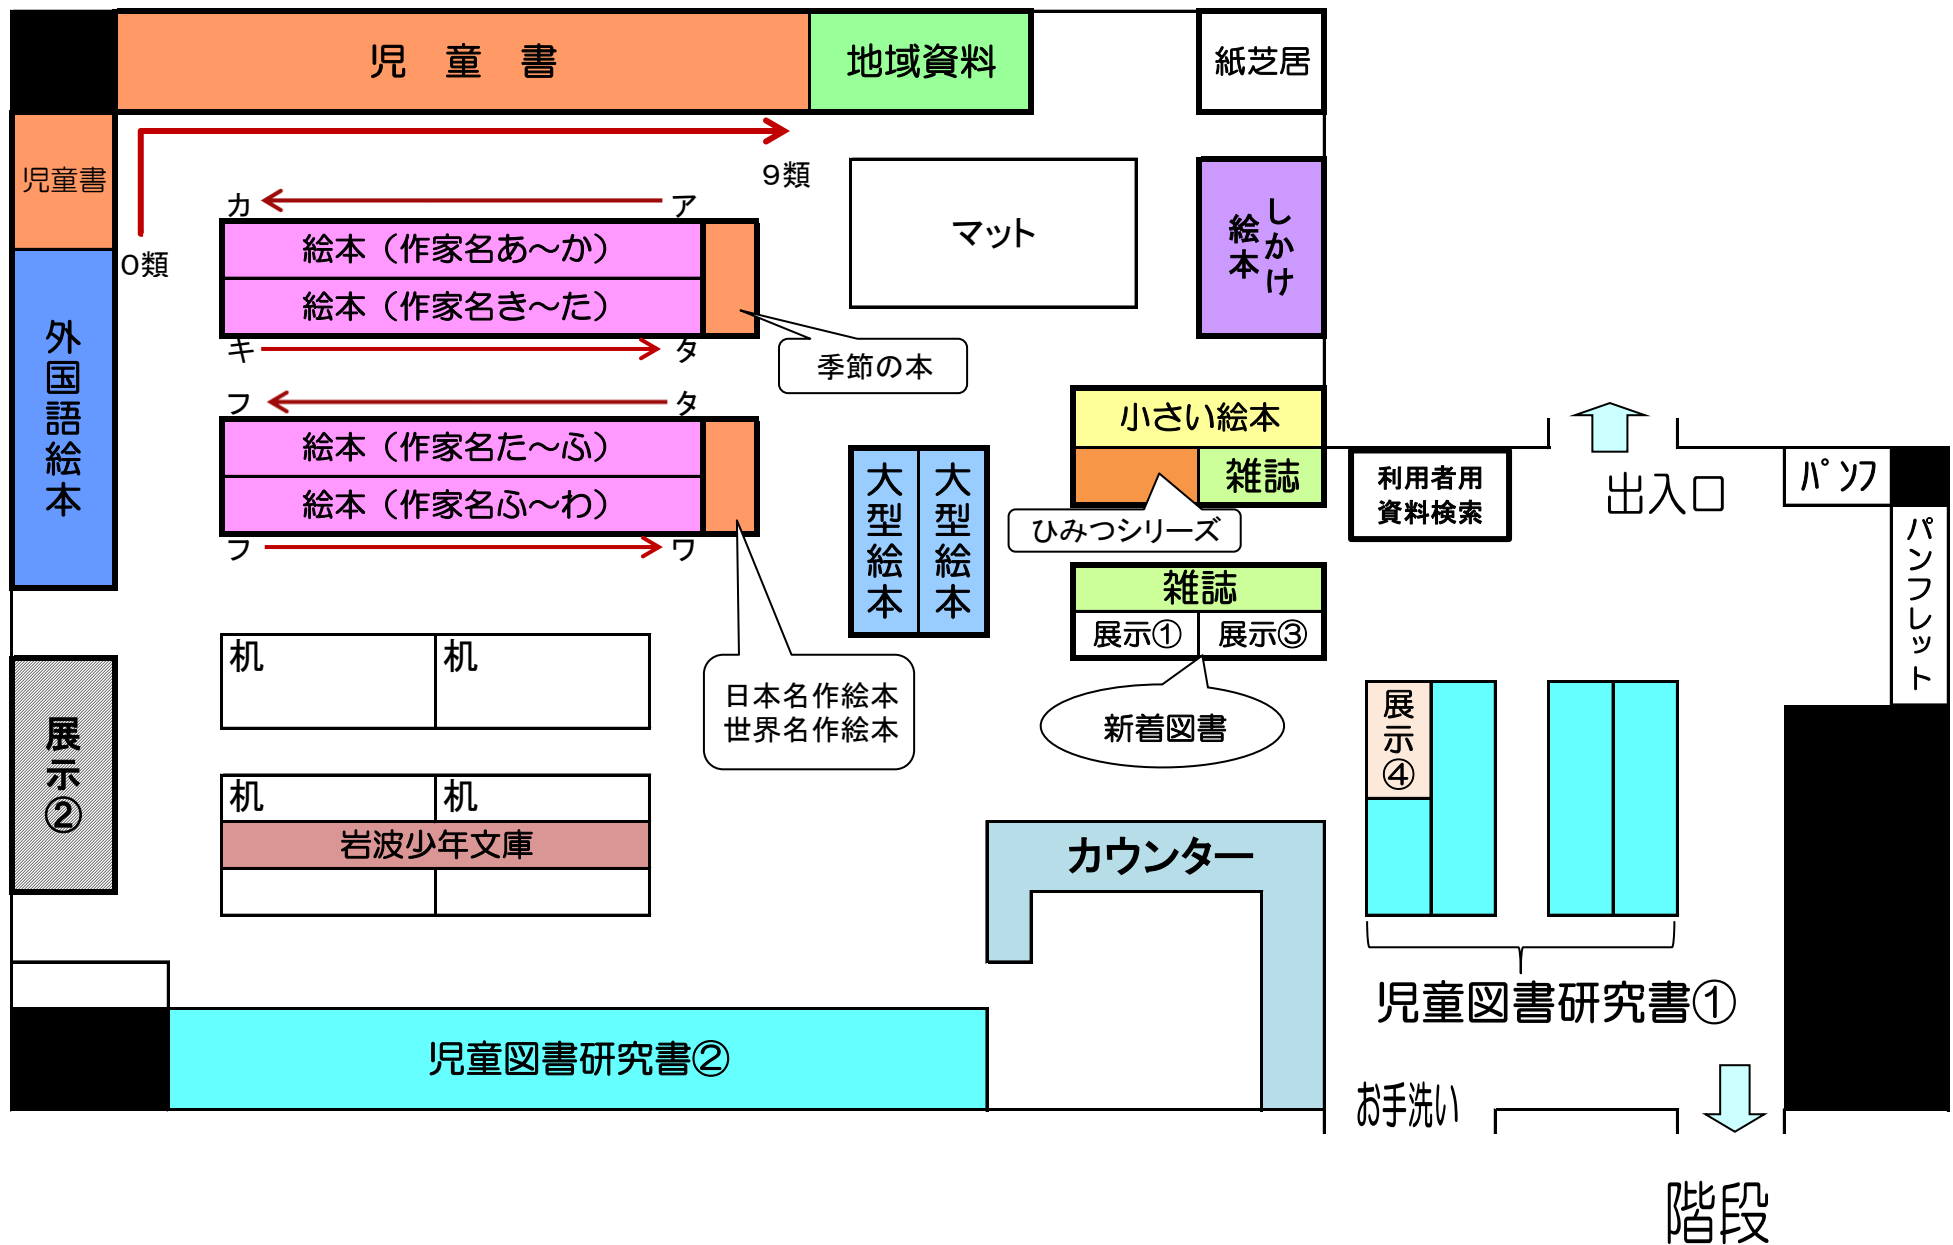 児　童　書
地域資料
紙芝居
児童書
０類
９類
カ
ア
絵本（作家名あ～か）
絵本（作家名き～た）
キ
タ
季節の本
マット
しかけ
絵本
外国語絵本
フ
タ
絵本（作家名た～ふ）
絵本（作家名ふ～わ）
フ
ワ
日本名作絵本
世界名作絵本
大型絵本
大型絵本
小さい絵本
雑誌
ひみつシリーズ
雑誌
展示①
展示③
新着図書
利用者用
資料検索
出入口
ﾊﾟﾝﾌ
パンフレット
机
机
展示②
机
机
岩波少年文庫
カウンター
展示④
児童図書研究書①
児童図書研究書②
お手洗い
階段